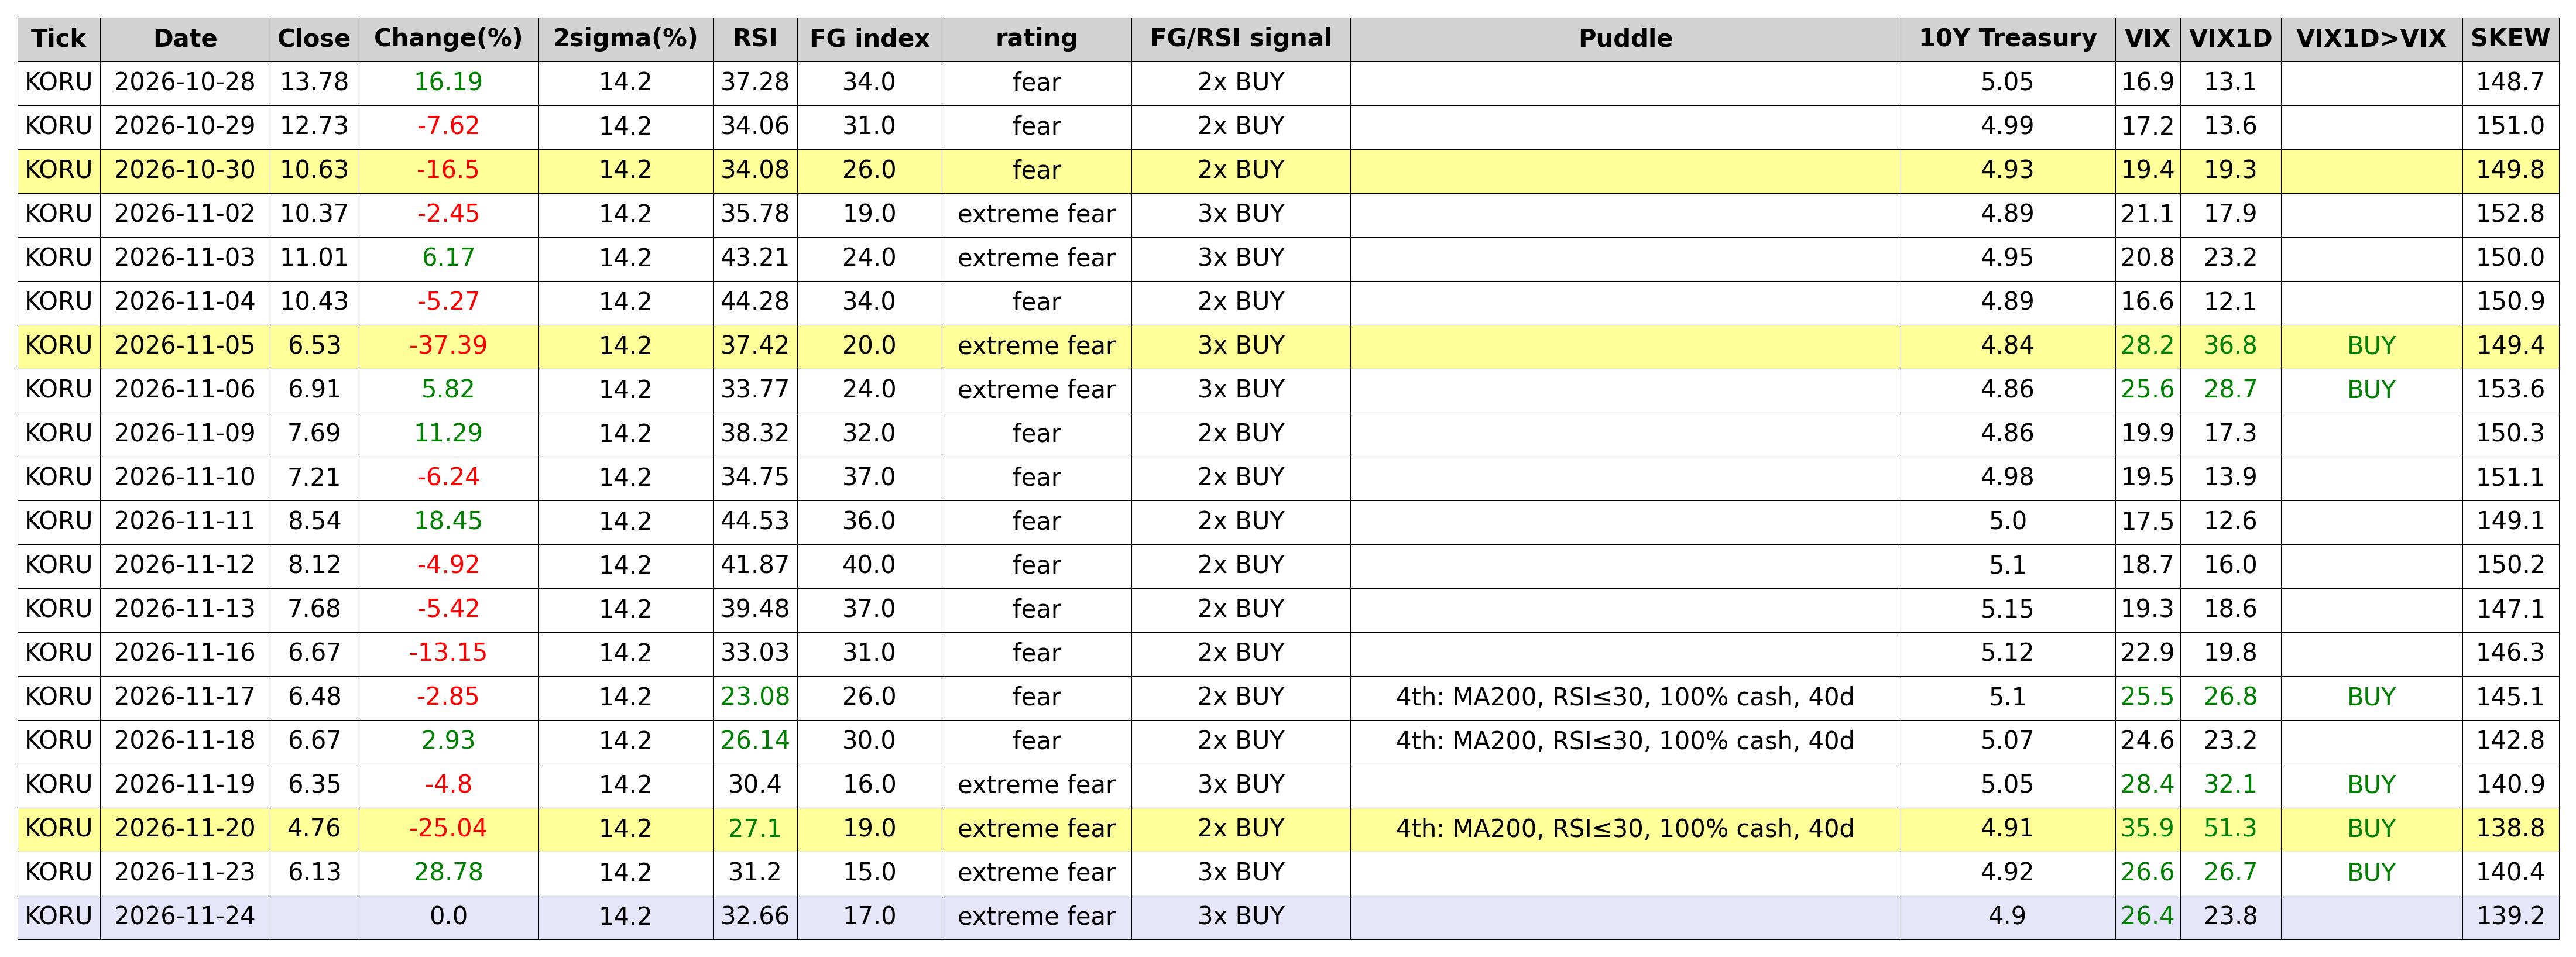 Tick Date Close Change(%) 2sigma(%) RSI FG index rating FG/RSI signal Puddle 10Y Treasury VIX VIX1D VIX1D>VIX SKEW
KORU 2026-10-28 13.78 16.19 14.2 37.28 34.0 fear 2x BUY 5.05 16.9 13.1 148.7
KORU 2026-10-29 12.73 -7.62 14.2 34.06 31.0 fear 2x BUY 4.99 17.2 13.6 151.0
KORU 2026-10-30 10.63 -16.5 14.2 34.08 26.0 fear 2x BUY 4.93 19.4 19.3 149.8
KORU 2026-11-02 10.37 -2.45 14.2 35.78 19.0 extreme fear 3x BUY 4.89 21.1 17.9 152.8
KORU 2026-11-03 11.01 6.17 14.2 43.21 24.0 extreme fear 3x BUY 4.95 20.8 23.2 150.0
KORU 2026-11-04 10.43 -5.27 14.2 44.28 34.0 fear 2x BUY 4.89 16.6 12.1 150.9
KORU 2026-11-05 6.53 -37.39 14.2 37.42 20.0 extreme fear 3x BUY 4.84 28.2 36.8 BUY 149.4
KORU 2026-11-06 6.91 5.82 14.2 33.77 24.0 extreme fear 3x BUY 4.86 25.6 28.7 BUY 153.6
KORU 2026-11-09 7.69 11.29 14.2 38.32 32.0 fear 2x BUY 4.86 19.9 17.3 150.3
KORU 2026-11-10 7.21 -6.24 14.2 34.75 37.0 fear 2x BUY 4.98 19.5 13.9 151.1
KORU 2026-11-11 8.54 18.45 14.2 44.53 36.0 fear 2x BUY 5.0 17.5 12.6 149.1
KORU 2026-11-12 8.12 -4.92 14.2 41.87 40.0 fear 2x BUY 5.1 18.7 16.0 150.2
KORU 2026-11-13 7.68 -5.42 14.2 39.48 37.0 fear 2x BUY 5.15 19.3 18.6 147.1
KORU 2026-11-16 6.67 -13.15 14.2 33.03 31.0 fear 2x BUY 5.12 22.9 19.8 146.3
KORU 2026-11-17 6.48 -2.85 14.2 23.08 26.0 fear 2x BUY 4th: MA200, RSI≤30, 100% cash, 40d 5.1 25.5 26.8 BUY 145.1
KORU 2026-11-18 6.67 2.93 14.2 26.14 30.0 fear 2x BUY 4th: MA200, RSI≤30, 100% cash, 40d 5.07 24.6 23.2 142.8
KORU 2026-11-19 6.35 -4.8 14.2 30.4 16.0 extreme fear 3x BUY 5.05 28.4 32.1 BUY 140.9
KORU 2026-11-20 4.76 -25.04 14.2 27.1 19.0 extreme fear 2x BUY 4th: MA200, RSI≤30, 100% cash, 40d 4.91 35.9 51.3 BUY 138.8
KORU 2026-11-23 6.13 28.78 14.2 31.2 15.0 extreme fear 3x BUY 4.92 26.6 26.7 BUY 140.4
KORU 2026-11-24 0.0 14.2 32.66 17.0 extreme fear 3x BUY 4.9 26.4 23.8 139.2